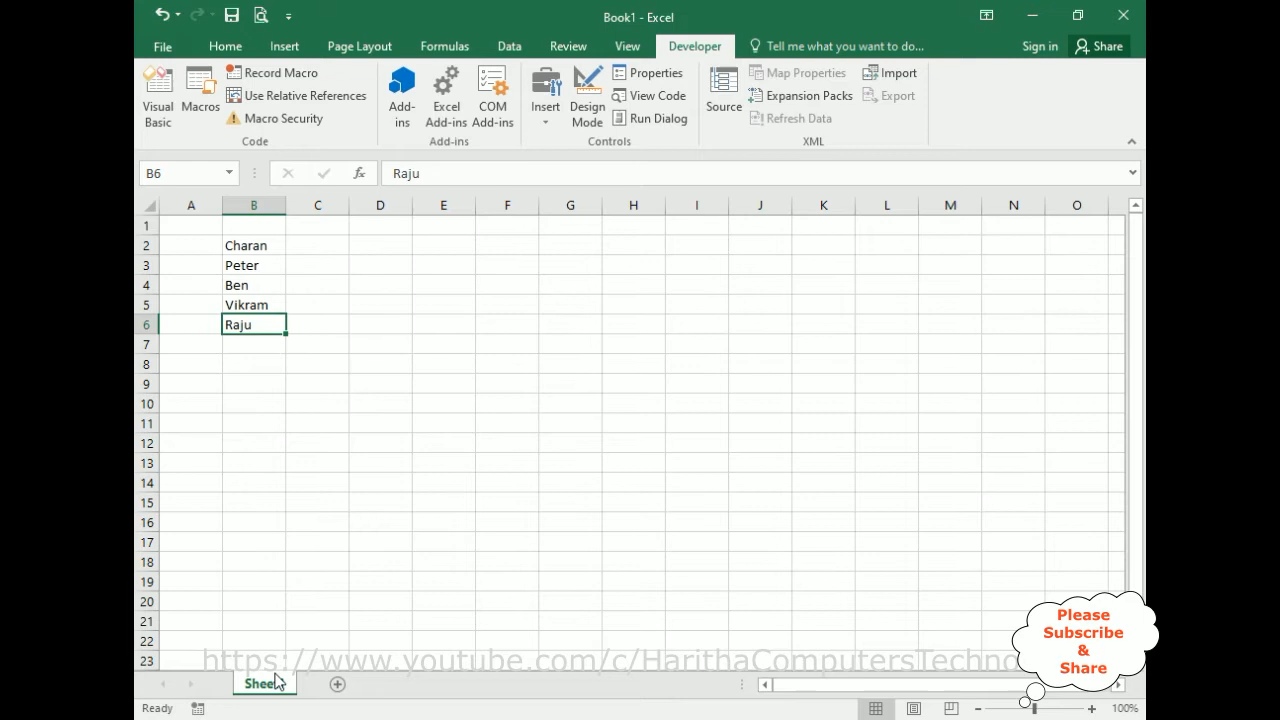 Book1 - Excel
File Home Insert Page Layout Formulas Data Review View Developer Tell me what you want to do... Sign in Share
Visual Basic
Macros
Record Macro
Use Relative References
Macro Security
Code
Add-ins
Excel Add-ins
COM Add-ins
Add-ins
Insert
Design Mode
Properties
View Code
Run Dialog
Controls
Source
Map Properties
Expansion Packs
Refresh Data
Import
Export
XML
B6 fx Raju
A B C D E F G H I J K L M N O
1
2 Charan
3 Peter
4 Ben
5 Vikram
6 Raju
7
8
9
10
11
12
13
14
15
16
17
18
19
20
21
22
23
Please
Subscribe
&
Share
https://www.youtube.com/c/HarithaComputersTechno
Ready 100%